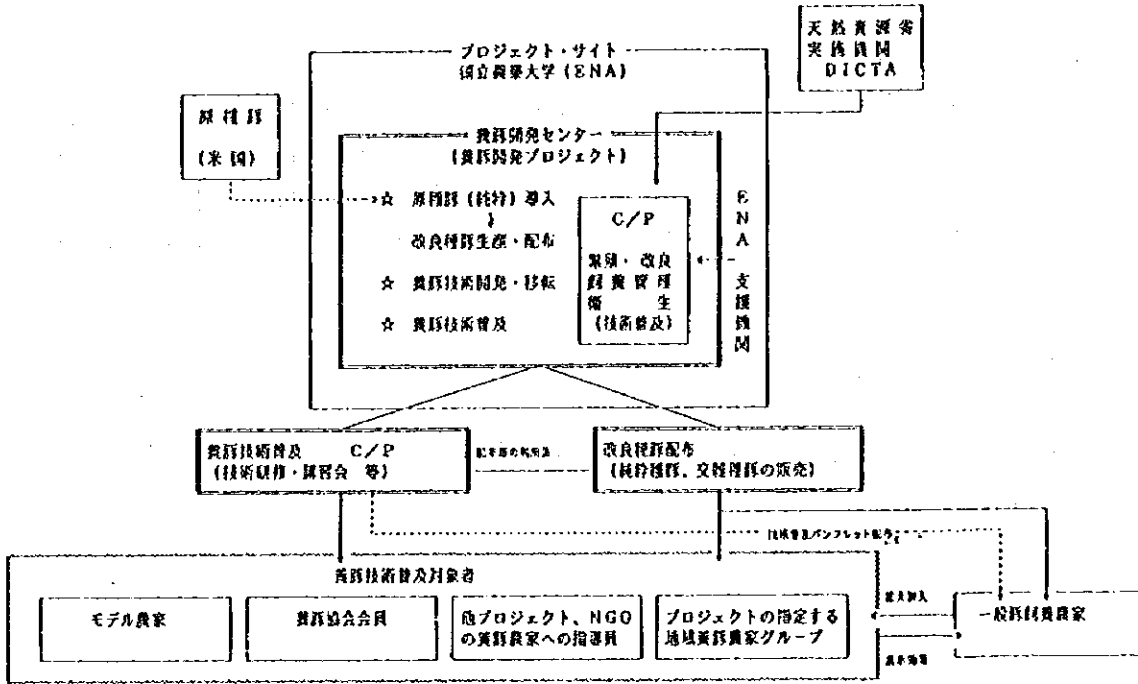 天然資源省
実施機関
DICTA
プロジェクト・サイト
国立農業大学(ENA)
原種豚
(米国)
養豚開発センター
(養豚開発プロジェクト)
☆ 原種豚(純粋)導入
↓
改良種豚生産・配布
☆ 養豚技術開発・移転
☆ 養豚技術普及
C/P
繁殖・改良
飼養管理
衛生
(技術普及)
ENA 支援機関
養豚技術普及 C/P
(技術研修・講習会 等)
改良種豚配布
(純粋種豚、交雑種豚の販売)
技術普及パンフレット配布
養豚技術普及対象者
モデル農家
養豚協会会員
他プロジェクト、NGO
の養豚農家への指導員
プロジェクトの指定する
地域養豚農家グループ
一般豚飼養農家